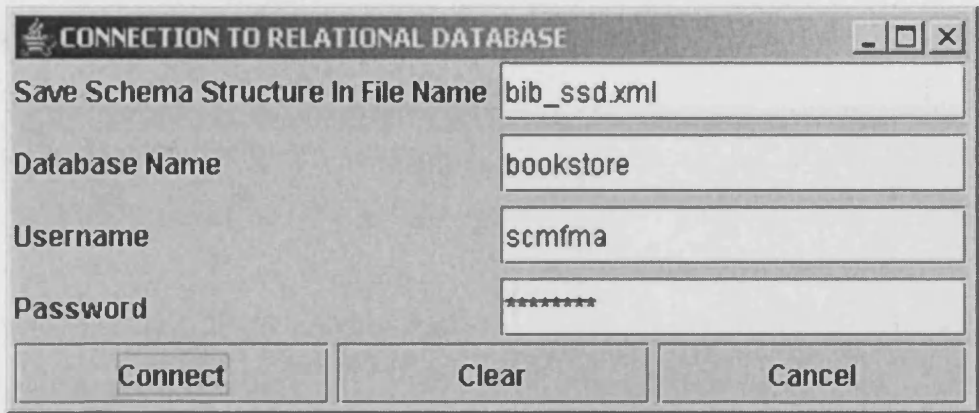 CONNECTION TO RELATIONAL DATABASE
Save Schema Structure In File Name bib_ssd.xml
Database Name bookstore
Username scmfma
Password ********
Connect Clear Cancel